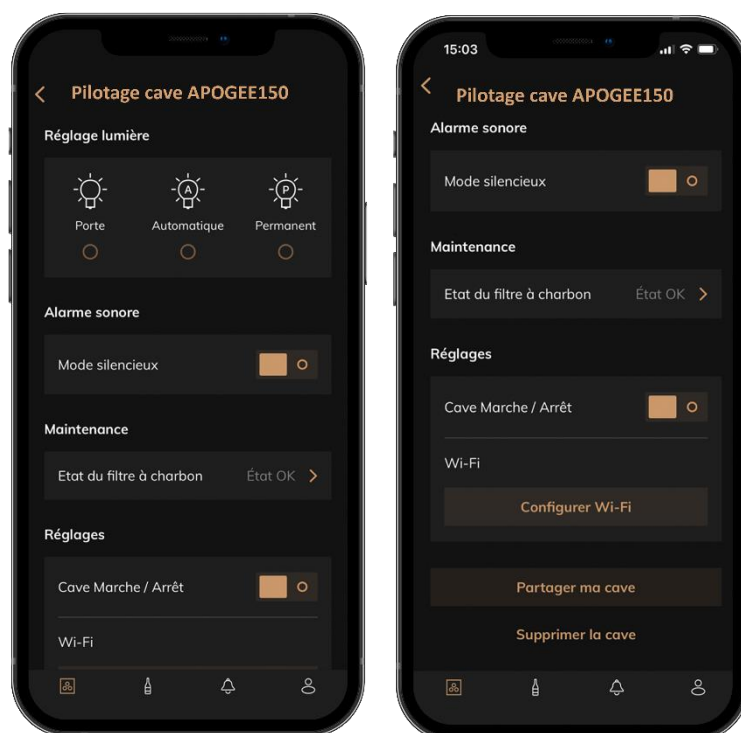 Pilotage cave APOGEE150
Réglage lumière
A
P
Porte Automatique Permanent
Alarme sonore
Mode silencieux
Maintenance
Etat du filtre à charbon État OK
Réglages
Cave Marche / Arrêt
Wi-Fi
15:03
Pilotage cave APOGEE150
Alarme sonore
Mode silencieux
Maintenance
Etat du filtre à charbon État OK
Réglages
Cave Marche / Arrêt
Wi-Fi
Configurer Wi-Fi
Partager ma cave
Supprimer la cave